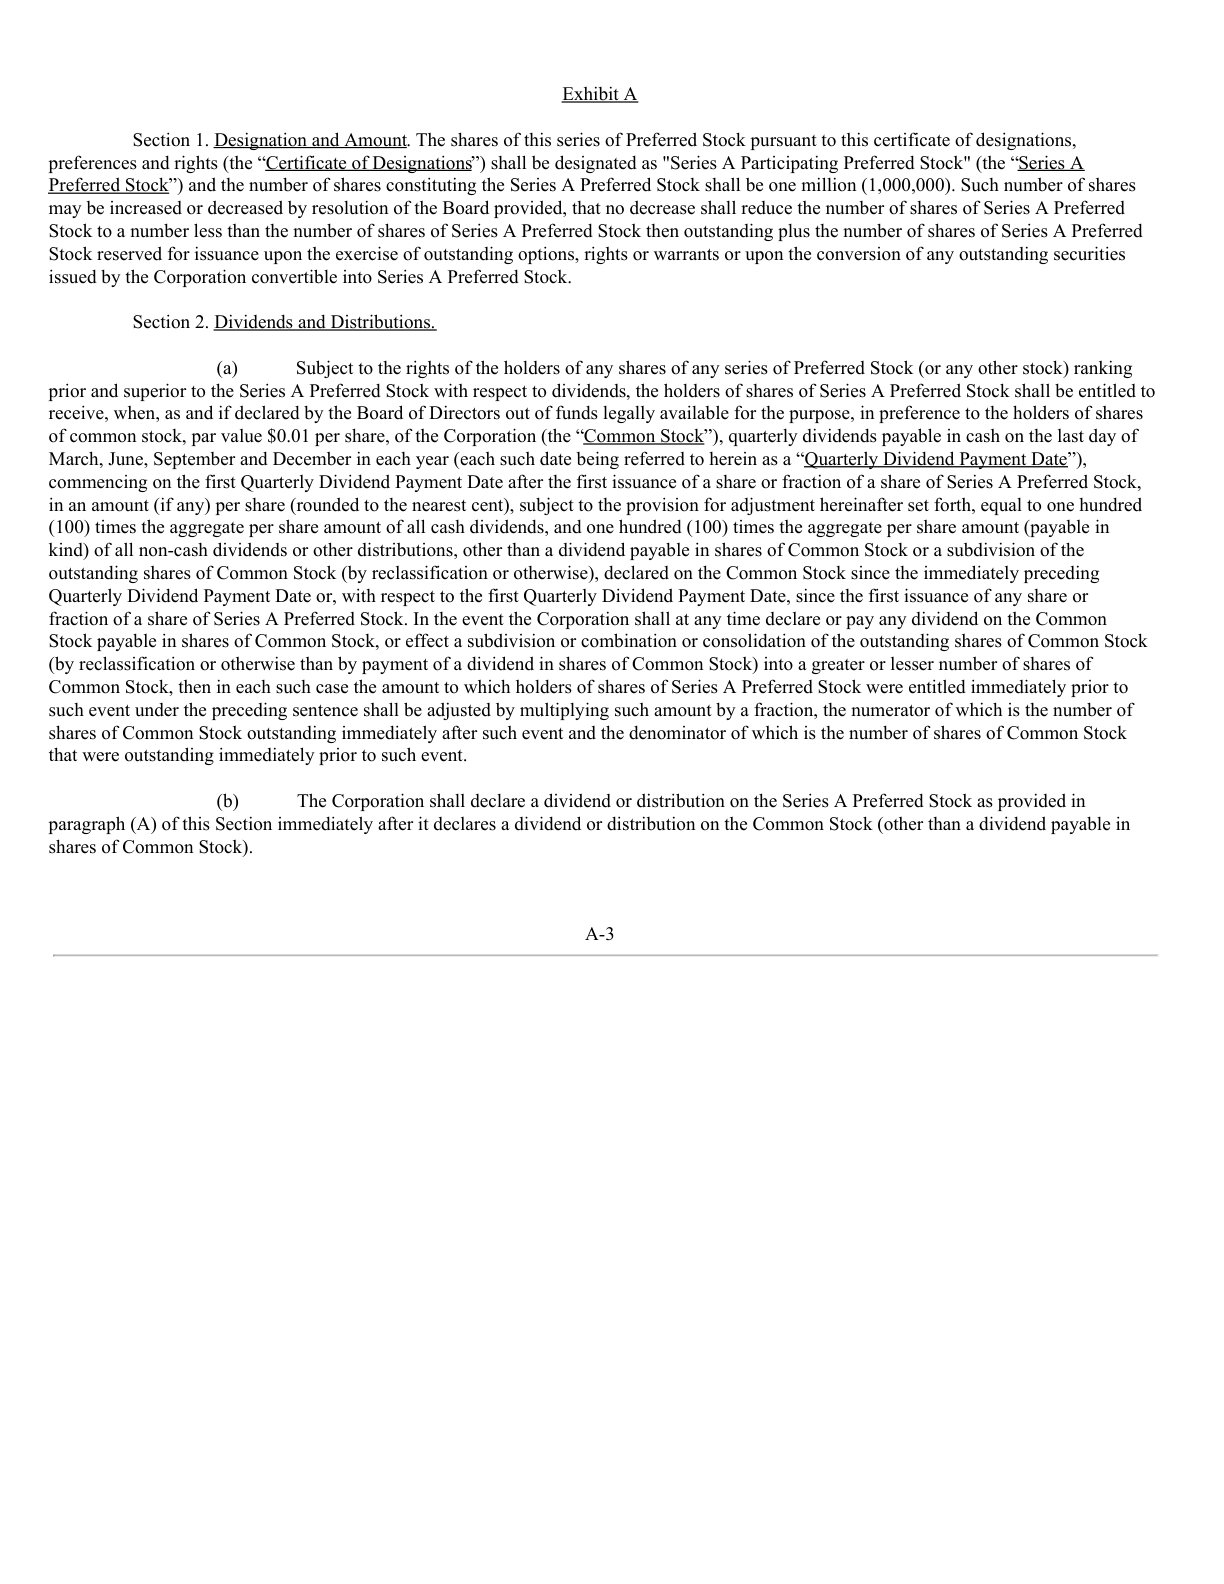 Exhibit A
Section 1. Designation and Amount. The shares of this series of Preferred Stock pursuant to this certificate of designations,
preferences and rights (the “Certificate of Designations”) shall be designated as "Series A Participating Preferred Stock" (the “Series A
Preferred Stock”) and the number of shares constituting the Series A Preferred Stock shall be one million (1,000,000). Such number of shares
may be increased or decreased by resolution of the Board provided, that no decrease shall reduce the number of shares of Series A Preferred
Stock to a number less than the number of shares of Series A Preferred Stock then outstanding plus the number of shares of Series A Preferred
Stock reserved for issuance upon the exercise of outstanding options, rights or warrants or upon the conversion of any outstanding securities
issued by the Corporation convertible into Series A Preferred Stock.
Section 2. Dividends and Distributions.
(a) Subject to the rights of the holders of any shares of any series of Preferred Stock (or any other stock) ranking
prior and superior to the Series A Preferred Stock with respect to dividends, the holders of shares of Series A Preferred Stock shall be entitled to
receive, when, as and if declared by the Board of Directors out of funds legally available for the purpose, in preference to the holders of shares
of common stock, par value $0.01 per share, of the Corporation (the “Common Stock”), quarterly dividends payable in cash on the last day of
March, June, September and December in each year (each such date being referred to herein as a “Quarterly Dividend Payment Date”),
commencing on the first Quarterly Dividend Payment Date after the first issuance of a share or fraction of a share of Series A Preferred Stock,
in an amount (if any) per share (rounded to the nearest cent), subject to the provision for adjustment hereinafter set forth, equal to one hundred
(100) times the aggregate per share amount of all cash dividends, and one hundred (100) times the aggregate per share amount (payable in
kind) of all non-cash dividends or other distributions, other than a dividend payable in shares of Common Stock or a subdivision of the
outstanding shares of Common Stock (by reclassification or otherwise), declared on the Common Stock since the immediately preceding
Quarterly Dividend Payment Date or, with respect to the first Quarterly Dividend Payment Date, since the first issuance of any share or
fraction of a share of Series A Preferred Stock. In the event the Corporation shall at any time declare or pay any dividend on the Common
Stock payable in shares of Common Stock, or effect a subdivision or combination or consolidation of the outstanding shares of Common Stock
(by reclassification or otherwise than by payment of a dividend in shares of Common Stock) into a greater or lesser number of shares of
Common Stock, then in each such case the amount to which holders of shares of Series A Preferred Stock were entitled immediately prior to
such event under the preceding sentence shall be adjusted by multiplying such amount by a fraction, the numerator of which is the number of
shares of Common Stock outstanding immediately after such event and the denominator of which is the number of shares of Common Stock
that were outstanding immediately prior to such event.
(b) The Corporation shall declare a dividend or distribution on the Series A Preferred Stock as provided in
paragraph (A) of this Section immediately after it declares a dividend or distribution on the Common Stock (other than a dividend payable in
shares of Common Stock).
A-3